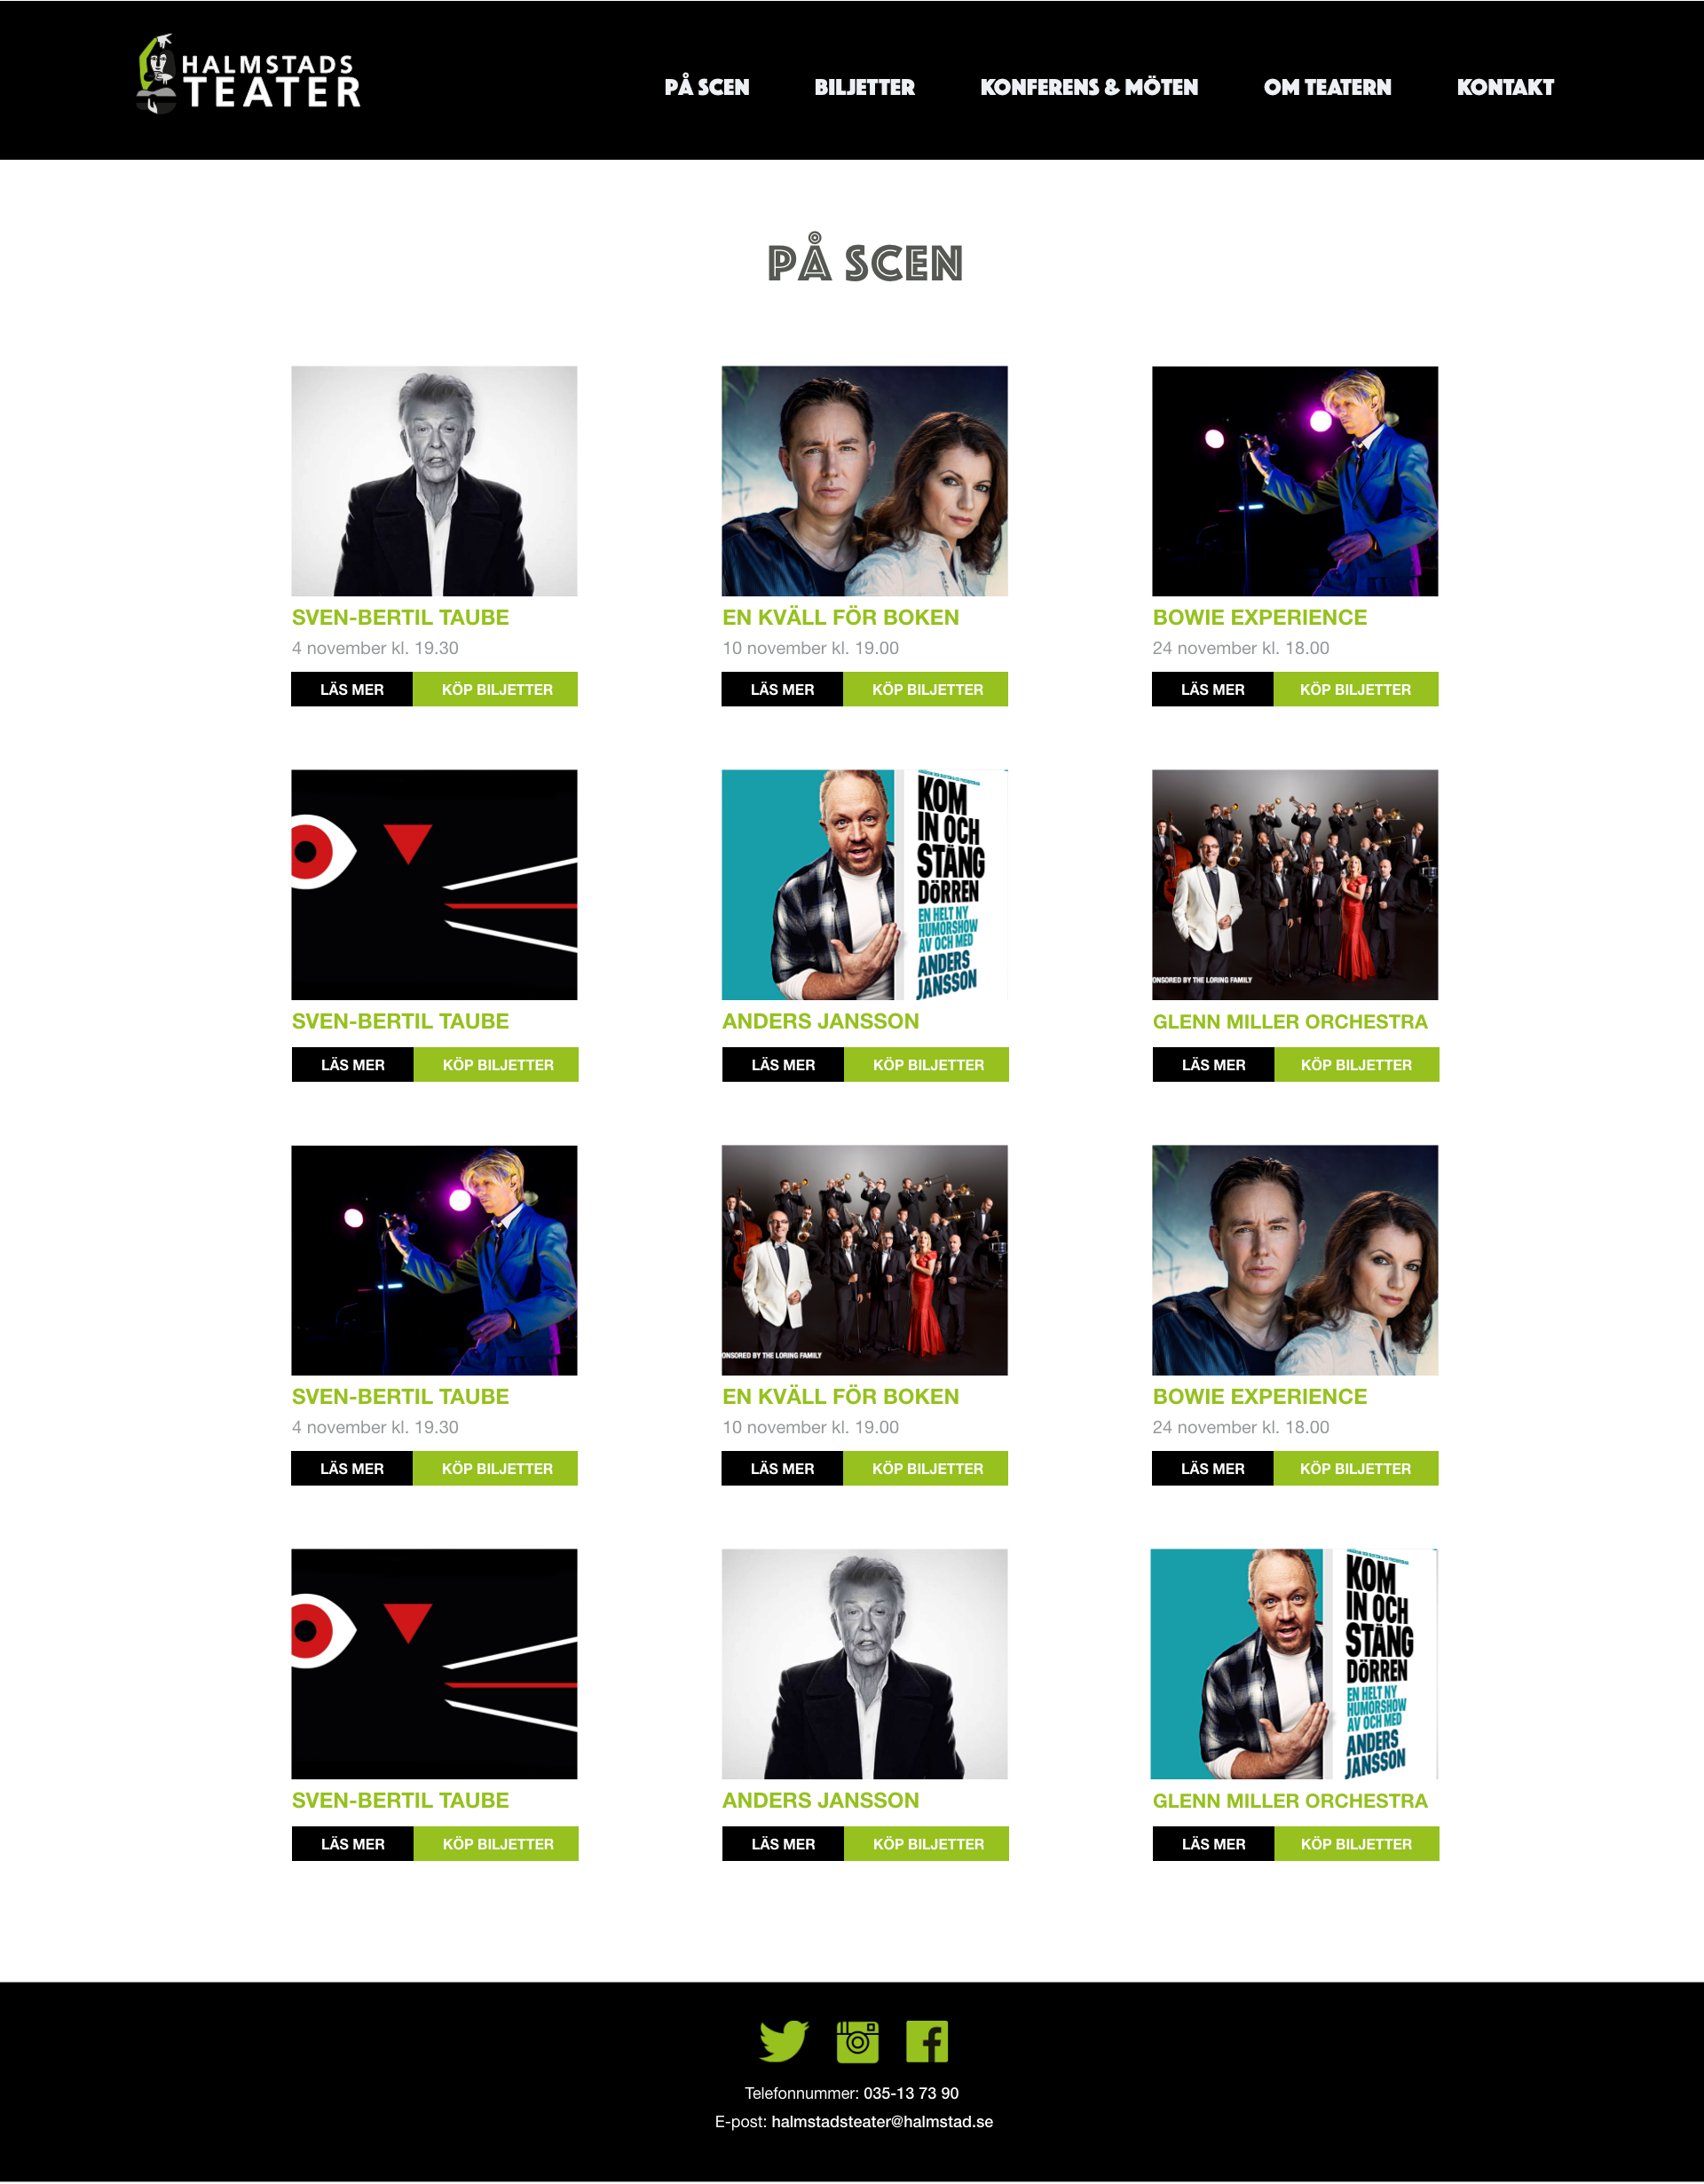 HALMSTADS
TEATER
PÅ SCEN BILJETTER KONFERENS & MÖTEN OM TEATERN KONTAKT
PÅ SCEN
SVEN-BERTIL TAUBE
4 november kl. 19.30
LÄS MER KÖP BILJETTER
EN KVÄLL FÖR BOKEN
10 november kl. 19.00
LÄS MER KÖP BILJETTER
BOWIE EXPERIENCE
24 november kl. 18.00
LÄS MER KÖP BILJETTER
SVEN-BERTIL TAUBE
LÄS MER KÖP BILJETTER
KOM
IN OCH
STÄNG
DÖRREN
EN HELT NY
HUMORSHOW
AV OCH MED
ANDERS
JANSSON
ANDERS JANSSON
LÄS MER KÖP BILJETTER
ONSORED BY THE LORING FAMILY
GLENN MILLER ORCHESTRA
LÄS MER KÖP BILJETTER
SVEN-BERTIL TAUBE
4 november kl. 19.30
LÄS MER KÖP BILJETTER
ONSORED BY THE LORING FAMILY
EN KVÄLL FÖR BOKEN
10 november kl. 19.00
LÄS MER KÖP BILJETTER
BOWIE EXPERIENCE
24 november kl. 18.00
LÄS MER KÖP BILJETTER
SVEN-BERTIL TAUBE
LÄS MER KÖP BILJETTER
ANDERS JANSSON
LÄS MER KÖP BILJETTER
KOM
IN OCH
STÄNG
DÖRREN
EN HELT NY
HUMORSHOW
AV OCH MED
ANDERS
JANSSON
GLENN MILLER ORCHESTRA
LÄS MER KÖP BILJETTER
Telefonnummer: 035-13 73 90
E-post: halmstadsteater@halmstad.se